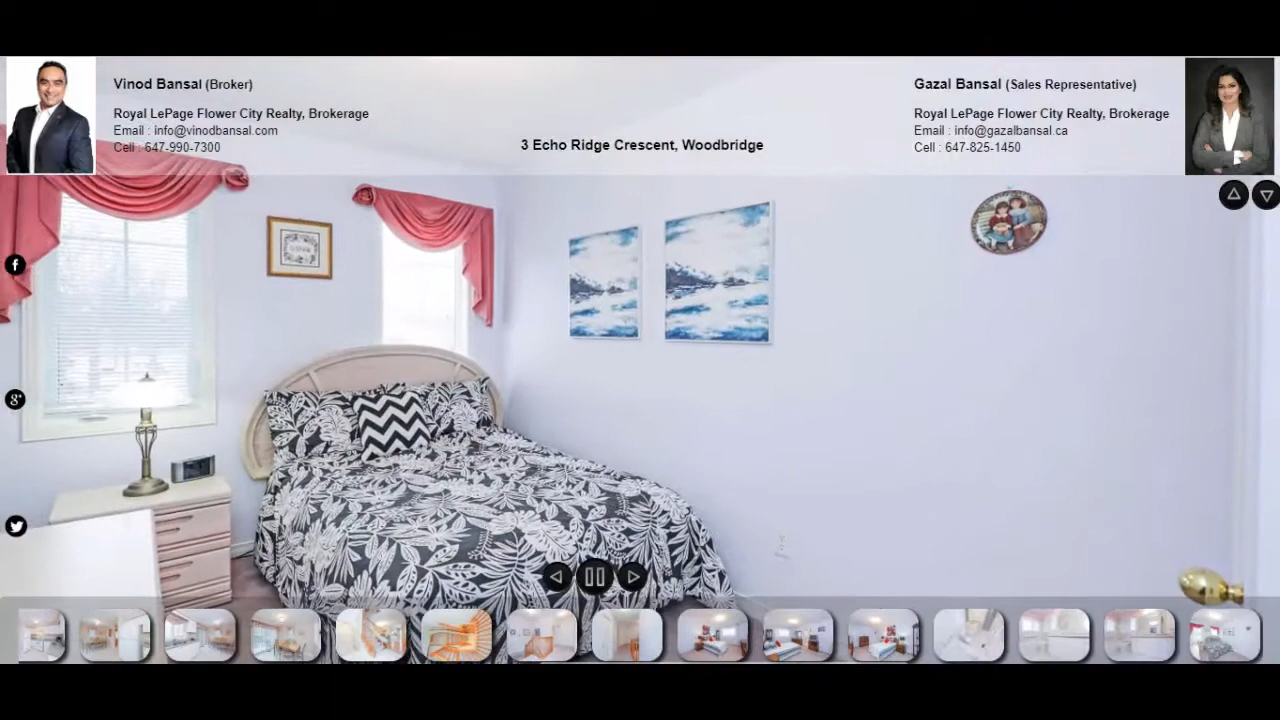 Vinod Bansal (Broker)
Royal LePage Flower City Realty, Brokerage
Email : info@vinodbansal.com
Cell : 647-990-7300
3 Echo Ridge Crescent, Woodbridge
Gazal Bansal (Sales Representative)
Royal LePage Flower City Realty, Brokerage
Email : info@gazalbansal.ca
Cell : 647-825-1450